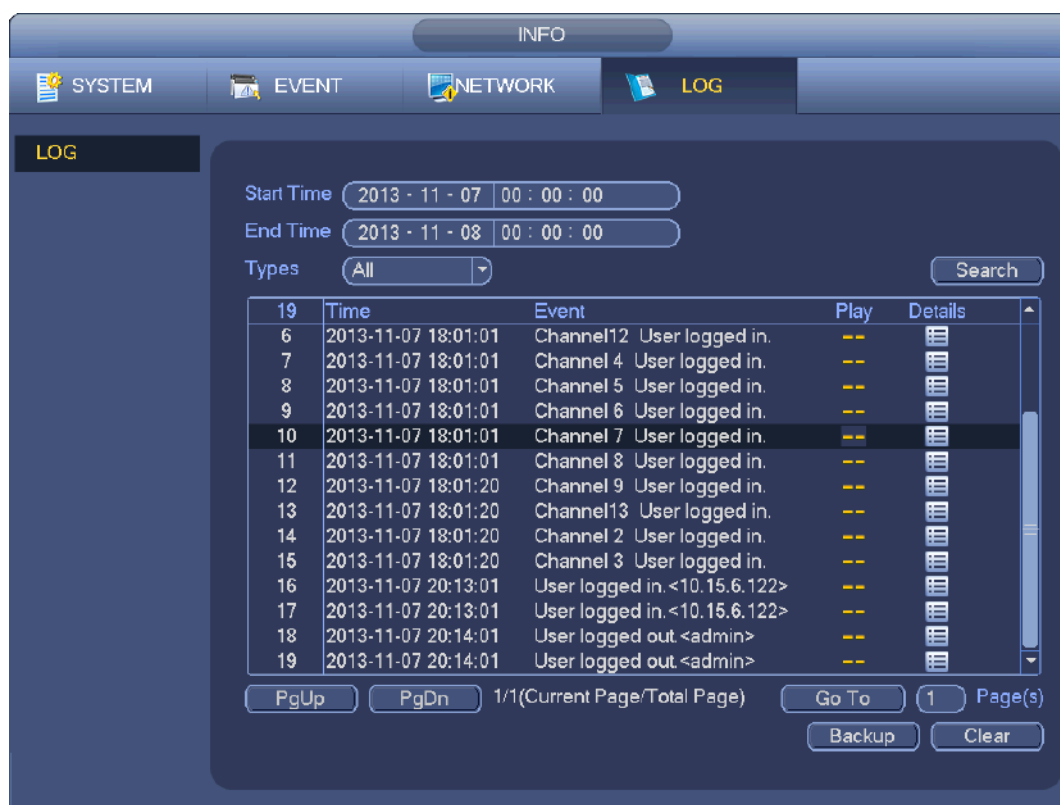 INFO
SYSTEM EVENT NETWORK LOG
LOG
Start Time 2013 - 11 - 07 00 : 00 : 00
End Time 2013 - 11 - 08 00 : 00 : 00
Types All Search
19 Time Event Play Details
6 2013-11-07 18:01:01 Channel12 User logged in. --
7 2013-11-07 18:01:01 Channel 4 User logged in. --
8 2013-11-07 18:01:01 Channel 5 User logged in. --
9 2013-11-07 18:01:01 Channel 6 User logged in. --
10 2013-11-07 18:01:01 Channel 7 User logged in. --
11 2013-11-07 18:01:01 Channel 8 User logged in. --
12 2013-11-07 18:01:20 Channel 9 User logged in. --
13 2013-11-07 18:01:20 Channel13 User logged in. --
14 2013-11-07 18:01:20 Channel 2 User logged in. --
15 2013-11-07 18:01:20 Channel 3 User logged in. --
16 2013-11-07 20:13:01 User logged in.<10.15.6.122> --
17 2013-11-07 20:13:01 User logged in.<10.15.6.122> --
18 2013-11-07 20:14:01 User logged out.<admin> --
19 2013-11-07 20:14:01 User logged out.<admin> --
PgUp PgDn 1/1(Current Page/Total Page) Go To 1 Page(s)
Backup Clear